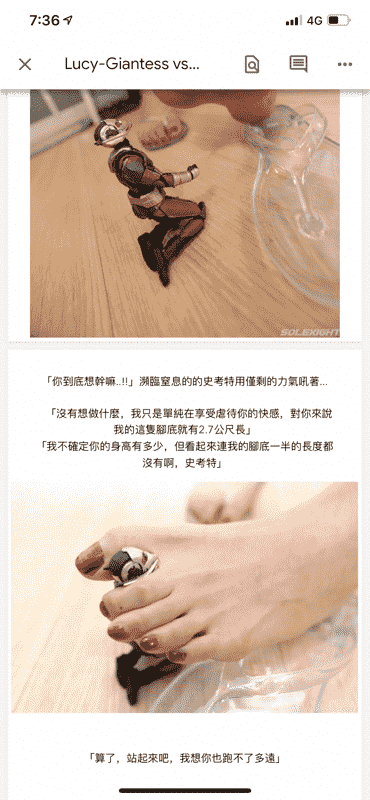 7:36
4G
Lucy-Giantess vs...
SOLEKIGHT
「你到底想幹嘛..!!」瀕臨窒息的的史考特用僅剩的力氣吼著...
「沒有想做什麼，我只是單純在享受虐待你的快感，對你來說
我的這隻腳底就有2.7公尺長」
「我不確定你的身高有多少，但看起來連我的腳底一半的長度都
沒有啊，史考特」
「算了，站起來吧，我想你也跑不了多遠」